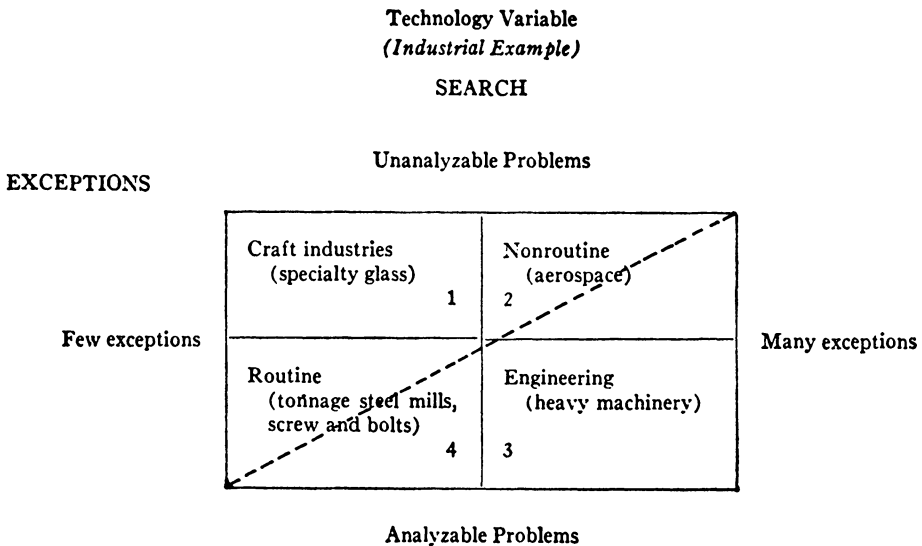 Technology Variable
(Industrial Example)
SEARCH
Unanalyzable Problems
EXCEPTIONS
Craft industries
(specialty glass)
1
Nonroutine
(aerospace)
2
Few exceptions
Many exceptions
Routine
(tonnage steel mills,
screw and bolts)
4
Engineering
(heavy machinery)
3
Analyzable Problems